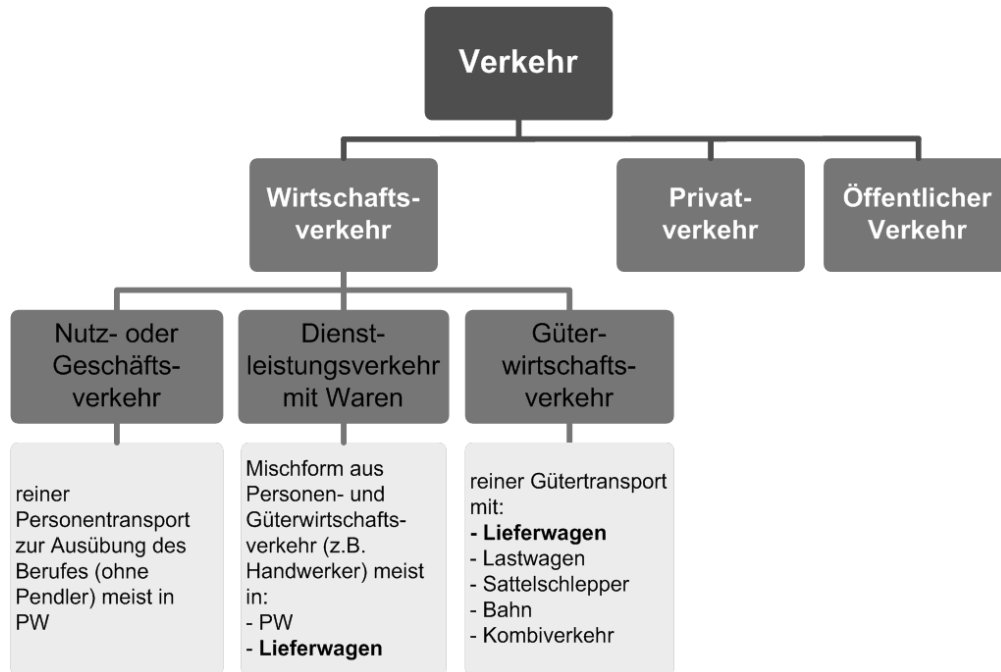 Verkehr
Wirtschafts-
verkehr
Privat-
verkehr
Öffentlicher
Verkehr
Nutz- oder
Geschäfts-
verkehr
Dienst-
leistungsverkehr
mit Waren
Güter-
wirtschafts-
verkehr
reiner
Personentransport
zur Ausübung des
Berufes (ohne
Pendler) meist in
PW
Mischform aus
Personen- und
Güterwirtschafts-
verkehr (z.B.
Handwerker) meist
in:
- PW
- Lieferwagen
reiner Gütertransport
mit:
- Lieferwagen
- Lastwagen
- Sattelschlepper
- Bahn
- Kombiverkehr